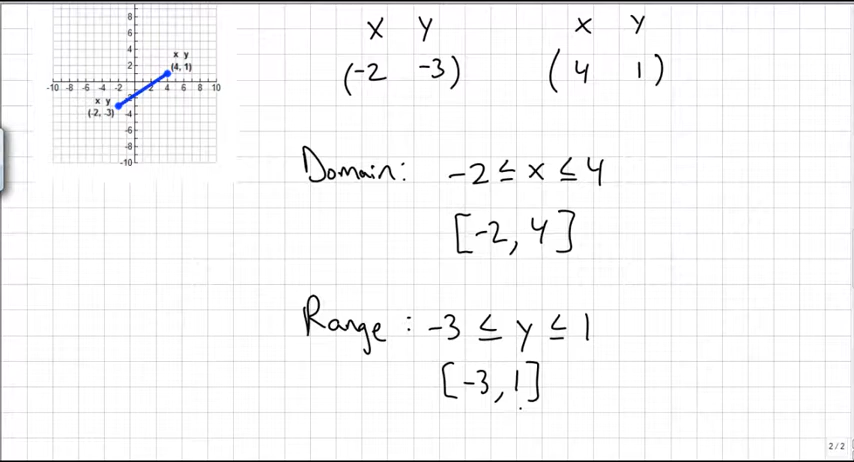 8
6
4
2
x y
(4, 1)
-10 -8 -6 -4 -2 2 4 6 8 10
x y
(-2, -3)
-4
-6
-8
-10
X Y
(-2 -3)
X Y
(4 1)
Domain: -2 ≤ x ≤ 4
[-2, 4]
Range: -3 ≤ y ≤ 1
[-3, 1]
2/2